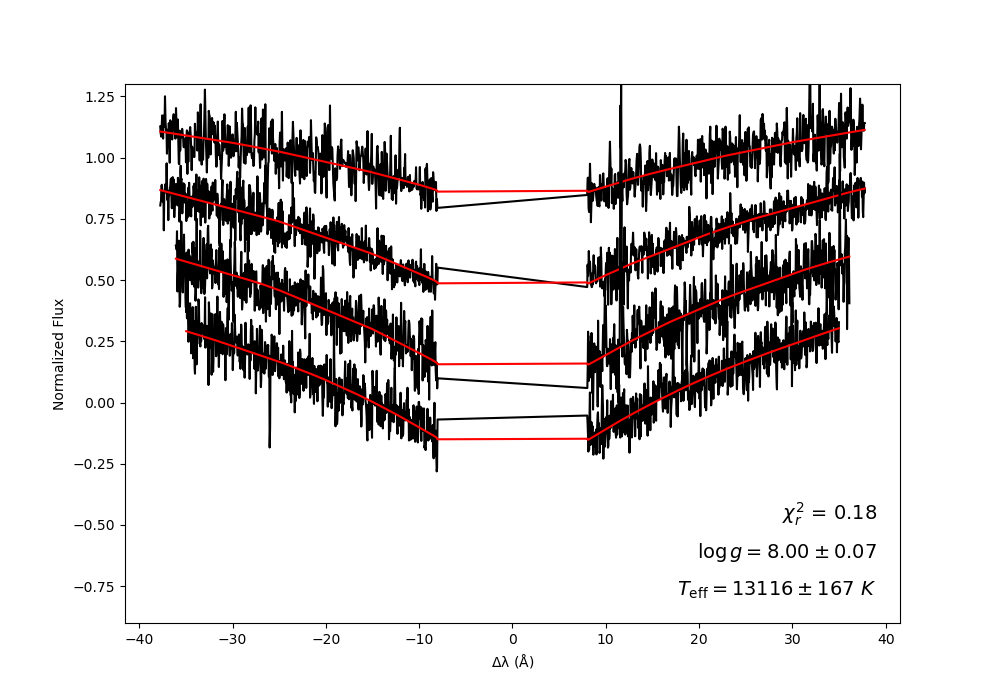 1.25
1.00
0.75
0.50
0.25
0.00
−0.25
−0.50
−0.75
Normalized Flux
χ²ᵣ = 0.18
log g = 8.00 ± 0.07
T_eff = 13116 ± 167 K
−40 −30 −20 −10 0 10 20 30 40
Δλ (Å)